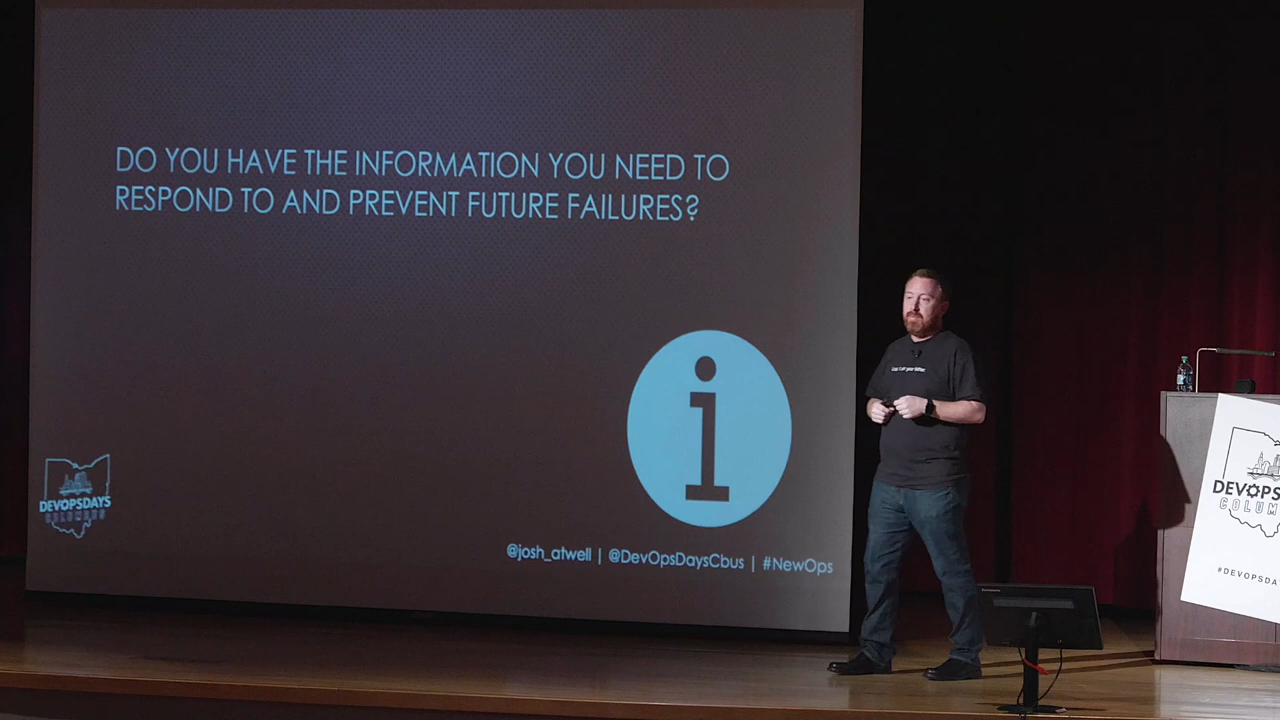 DO YOU HAVE THE INFORMATION YOU NEED TO
RESPOND TO AND PREVENT FUTURE FAILURES?
i
DEVOPSDAYS
COLUMBUS
@josh_atwell | @DevOpsDaysCbus | #NewOps
DEVOPS
COLUM
#DEVOPSDA